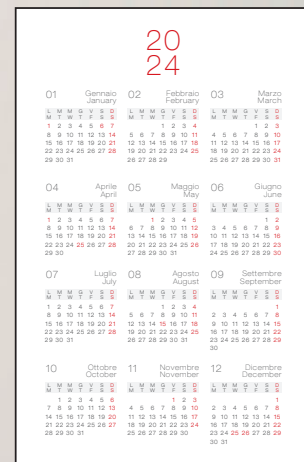 20
24
01 Gennaio
January
L M M G V S D
M T W T F S S
1 2 3 4 5 6 7
8 9 10 11 12 13 14
15 16 17 18 19 20 21
22 23 24 25 26 27 28
29 30 31
02 Febbraio
February
L M M G V S D
M T W T F S S
1 2 3 4
5 6 7 8 9 10 11
12 13 14 15 16 17 18
19 20 21 22 23 24 25
26 27 28 29
03 Marzo
March
L M M G V S D
M T W T F S S
1 2 3
4 5 6 7 8 9 10
11 12 13 14 15 16 17
18 19 20 21 22 23 24
25 26 27 28 29 30 31
04 Aprile
April
L M M G V S D
M T W T F S S
1 2 3 4 5 6 7
8 9 10 11 12 13 14
15 16 17 18 19 20 21
22 23 24 25 26 27 28
29 30
05 Maggio
May
L M M G V S D
M T W T F S S
1 2 3 4 5
6 7 8 9 10 11 12
13 14 15 16 17 18 19
20 21 22 23 24 25 26
27 28 29 30 31
06 Giugno
June
L M M G V S D
M T W T F S S
1 2
3 4 5 6 7 8 9
10 11 12 13 14 15 16
17 18 19 20 21 22 23
24 25 26 27 28 29 30
07 Luglio
July
L M M G V S D
M T W T F S S
1 2 3 4 5 6 7
8 9 10 11 12 13 14
15 16 17 18 19 20 21
22 23 24 25 26 27 28
29 30 31
08 Agosto
August
L M M G V S D
M T W T F S S
1 2 3 4
5 6 7 8 9 10 11
12 13 14 15 16 17 18
19 20 21 22 23 24 25
26 27 28 29 30 31
09 Settembre
September
L M M G V S D
M T W T F S S
1
2 3 4 5 6 7 8
9 10 11 12 13 14 15
16 17 18 19 20 21 22
23 24 25 26 27 28 29
30
10 Ottobre
October
L M M G V S D
M T W T F S S
1 2 3 4 5 6
7 8 9 10 11 12 13
14 15 16 17 18 19 20
21 22 23 24 25 26 27
28 29 30 31
11 Novembre
November
L M M G V S D
M T W T F S S
1 2 3
4 5 6 7 8 9 10
11 12 13 14 15 16 17
18 19 20 21 22 23 24
25 26 27 28 29 30
12 Dicembre
December
L M M G V S D
M T W T F S S
1
2 3 4 5 6 7 8
9 10 11 12 13 14 15
16 17 18 19 20 21 22
23 24 25 26 27 28 29
30 31